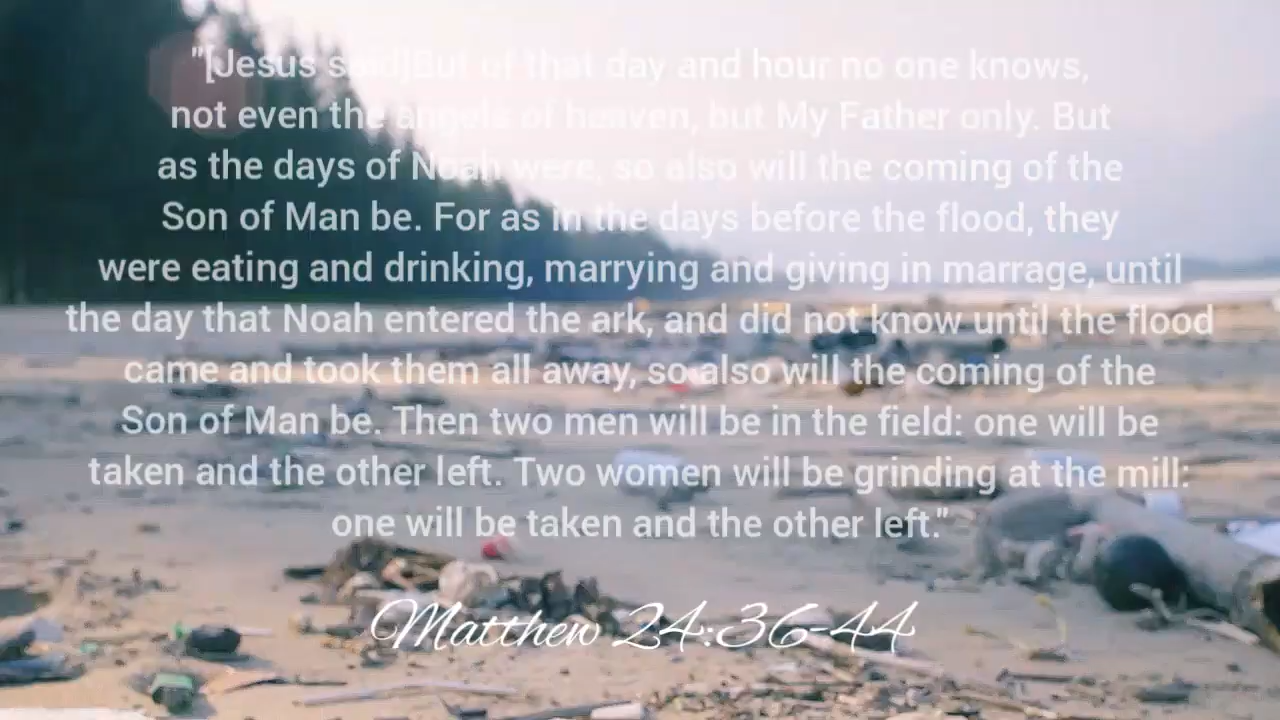 "[Jesus said]But of that day and hour no one knows,
not even the angels of heaven, but My Father only. But
as the days of Noah were, so also will the coming of the
Son of Man be. For as in the days before the flood, they
were eating and drinking, marrying and giving in marrage, until
the day that Noah entered the ark, and did not know until the flood
came and took them all away, so also will the coming of the
Son of Man be. Then two men will be in the field: one will be
taken and the other left. Two women will be grinding at the mill:
one will be taken and the other left."
Matthew 24:36-44